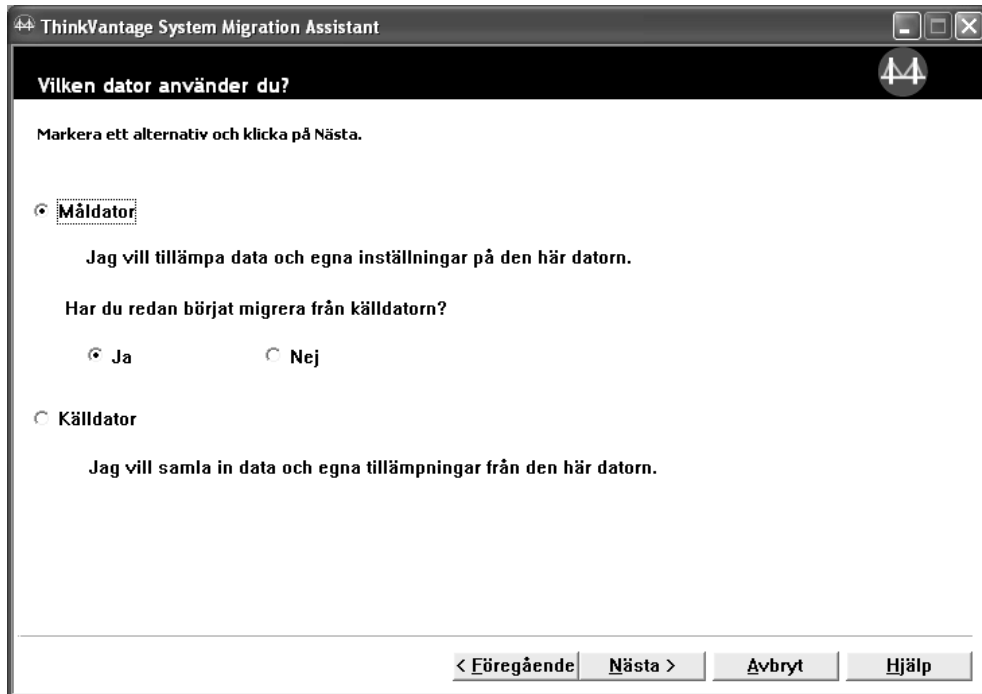 ThinkVantage System Migration Assistant
Vilken dator använder du?
Markera ett alternativ och klicka på Nästa.
Måldator
Jag vill tillämpa data och egna inställningar på den här datorn.
Har du redan börjat migrera från källdatorn?
Ja Nej
Källdator
Jag vill samla in data och egna tillämpningar från den här datorn.
< Föregående Nästa > Avbryt Hjälp